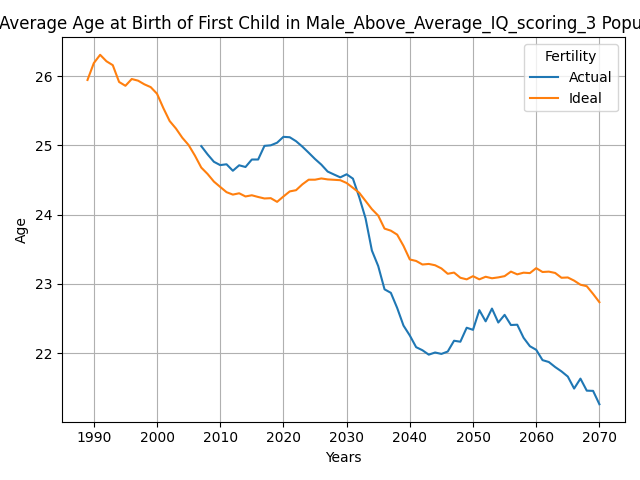 Average Age at Birth of First Child in Male_Above_Average_IQ_scoring_3 Popu
Fertility
Actual
Ideal
26
25
24
23
22
Age
1990 2000 2010 2020 2030 2040 2050 2060 2070
Years